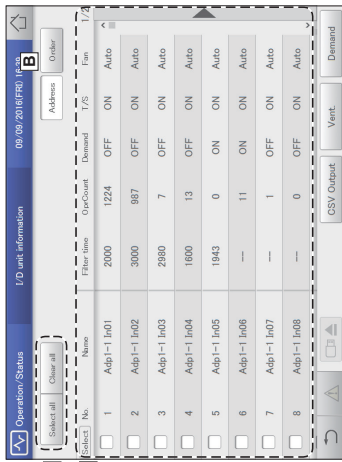 Operation/Status I/D unit information 09/09/2016(FRI) 16:20
B
Select all Clear all Address Order
Select No. Name Filter time OprCount Demand T/S Fan 1/2
1 Adp1-1 In01 2000 1224 OFF ON Auto
2 Adp1-1 In02 3000 987 OFF ON Auto
3 Adp1-1 In03 2980 7 OFF ON Auto
4 Adp1-1 In04 1600 13 OFF ON Auto
5 Adp1-1 In05 1943 0 ON ON Auto
6 Adp1-1 In06 -- 11 ON ON Auto
7 Adp1-1 In07 -- 1 OFF ON Auto
8 Adp1-1 In08 -- 0 OFF ON Auto
CSV Output Vent. Demand